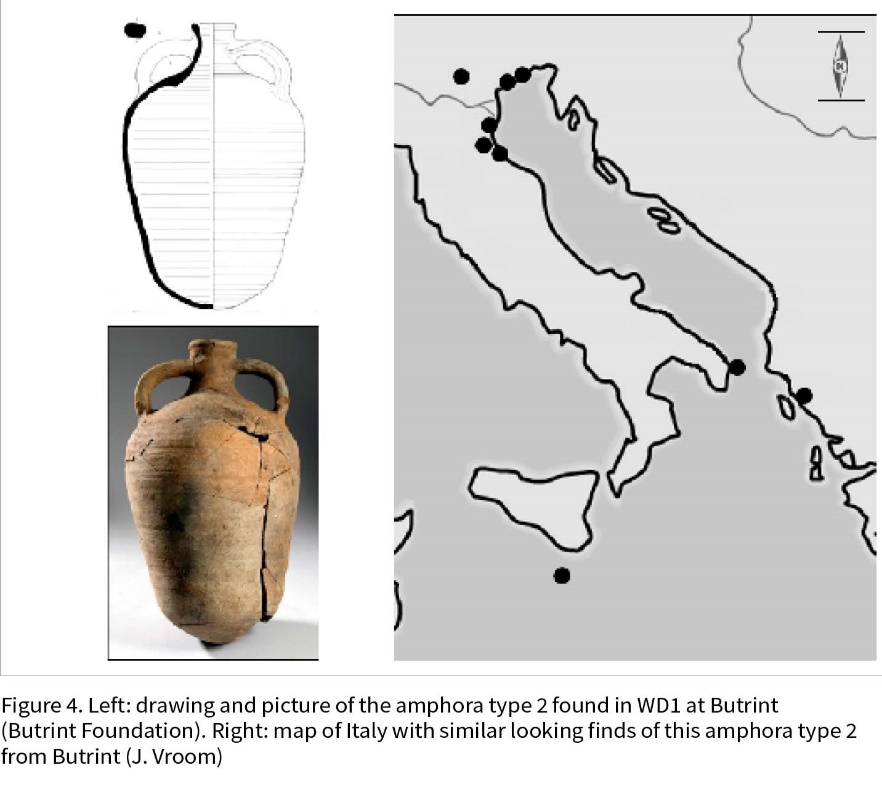 Figure 4. Left: drawing and picture of the amphora type 2 found in WD1 at Butrint
(Butrint Foundation). Right: map of Italy with similar looking finds of this amphora type 2
from Butrint (J. Vroom)